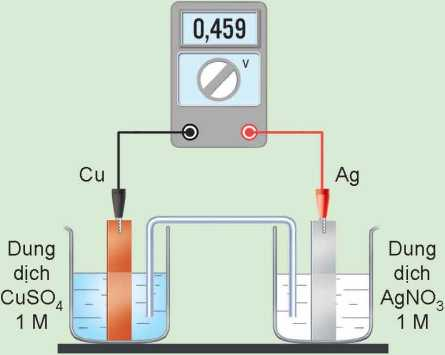 0,459
V
Cu
Ag
Dung
dịch
CuSO₄
1 M
Dung
dịch
AgNO₃
1 M